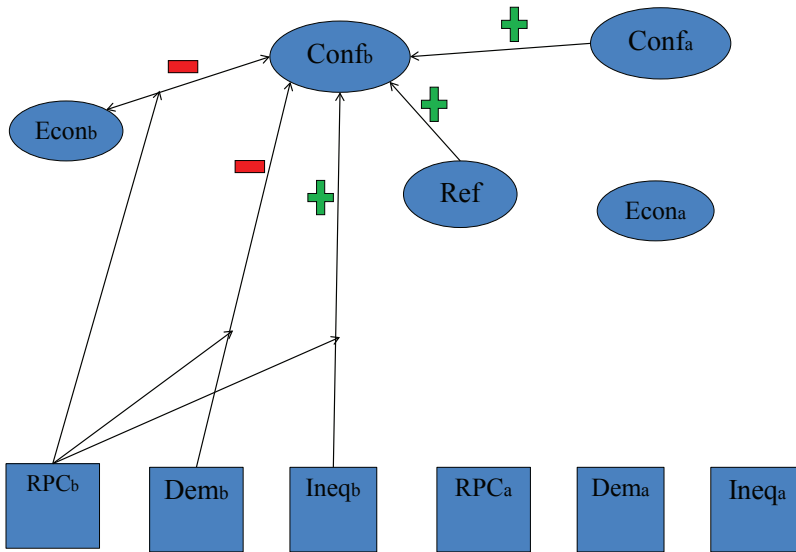 Confb
Confa
Econb
Ref
Econa
RPCb
Demb
Ineqb
RPCa
Dema
Ineqa